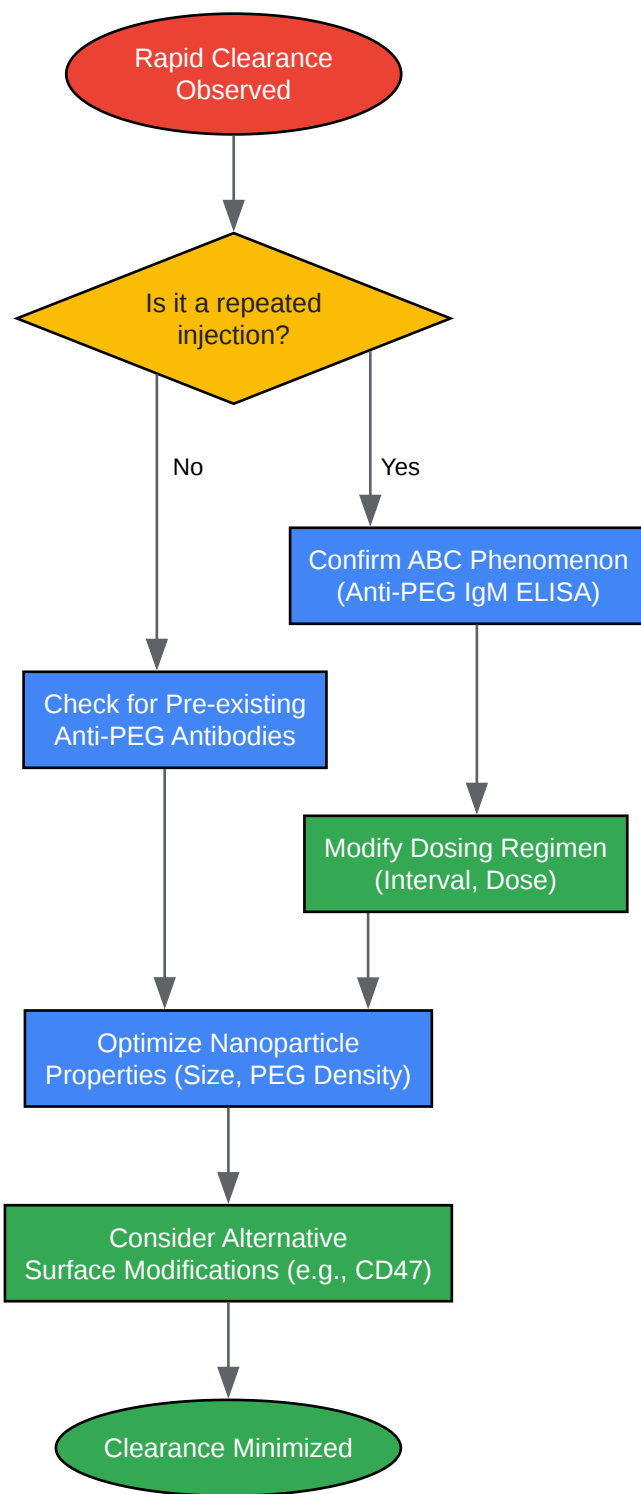 Rapid Clearance
Observed
Is it a repeated
injection?
No
Yes
Confirm ABC Phenomenon
(Anti-PEG IgM ELISA)
Check for Pre-existing
Anti-PEG Antibodies
Modify Dosing Regimen
(Interval, Dose)
Optimize Nanoparticle
Properties (Size, PEG Density)
Consider Alternative
Surface Modifications (e.g., CD47)
Clearance Minimized